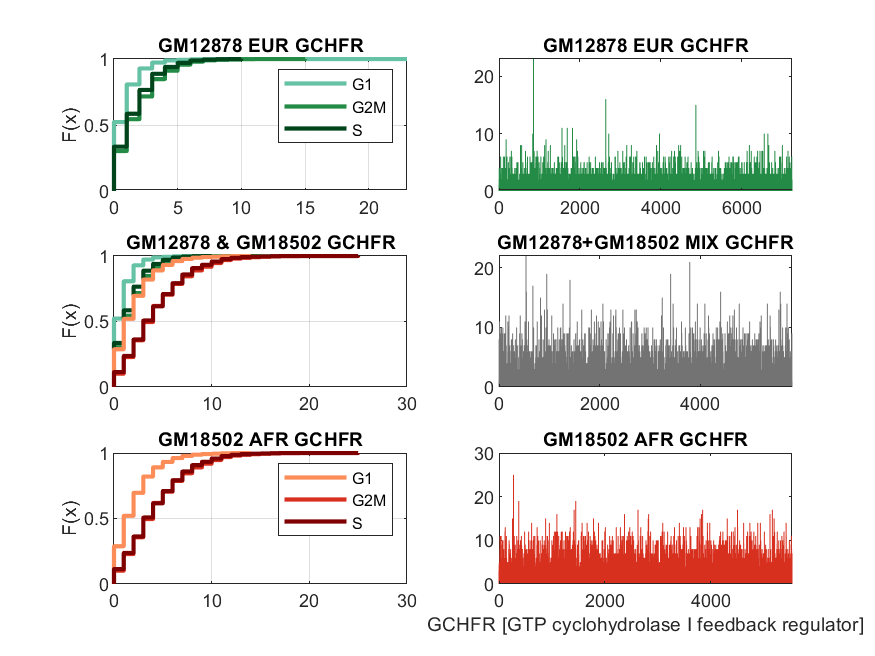 GM12878 EUR GCHFR
1
0.5
0
F(x)
0 5 10 15 20
G1
G2M
S
GM12878 EUR GCHFR
20
10
0
0 2000 4000 6000
GM12878 & GM18502 GCHFR
1
0.5
0
F(x)
0 10 20 30
GM12878+GM18502 MIX GCHFR
20
10
0
0 2000 4000
GM18502 AFR GCHFR
1
0.5
0
F(x)
0 10 20 30
G1
G2M
S
GM18502 AFR GCHFR
30
20
10
0
0 2000 4000
GCHFR [GTP cyclohydrolase I feedback regulator]